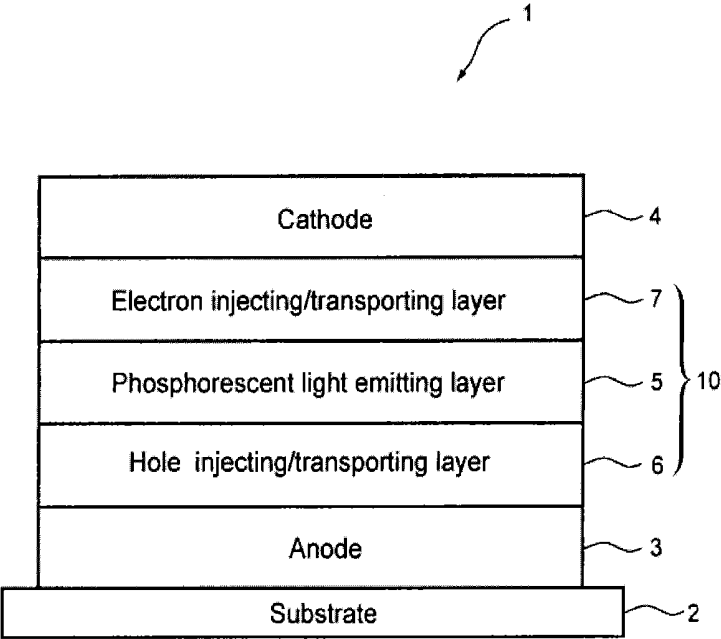 1
Cathode 4
Electron injecting/transporting layer 7
Phosphorescent light emitting layer 5 10
Hole injecting/transporting layer 6
Anode 3
Substrate 2